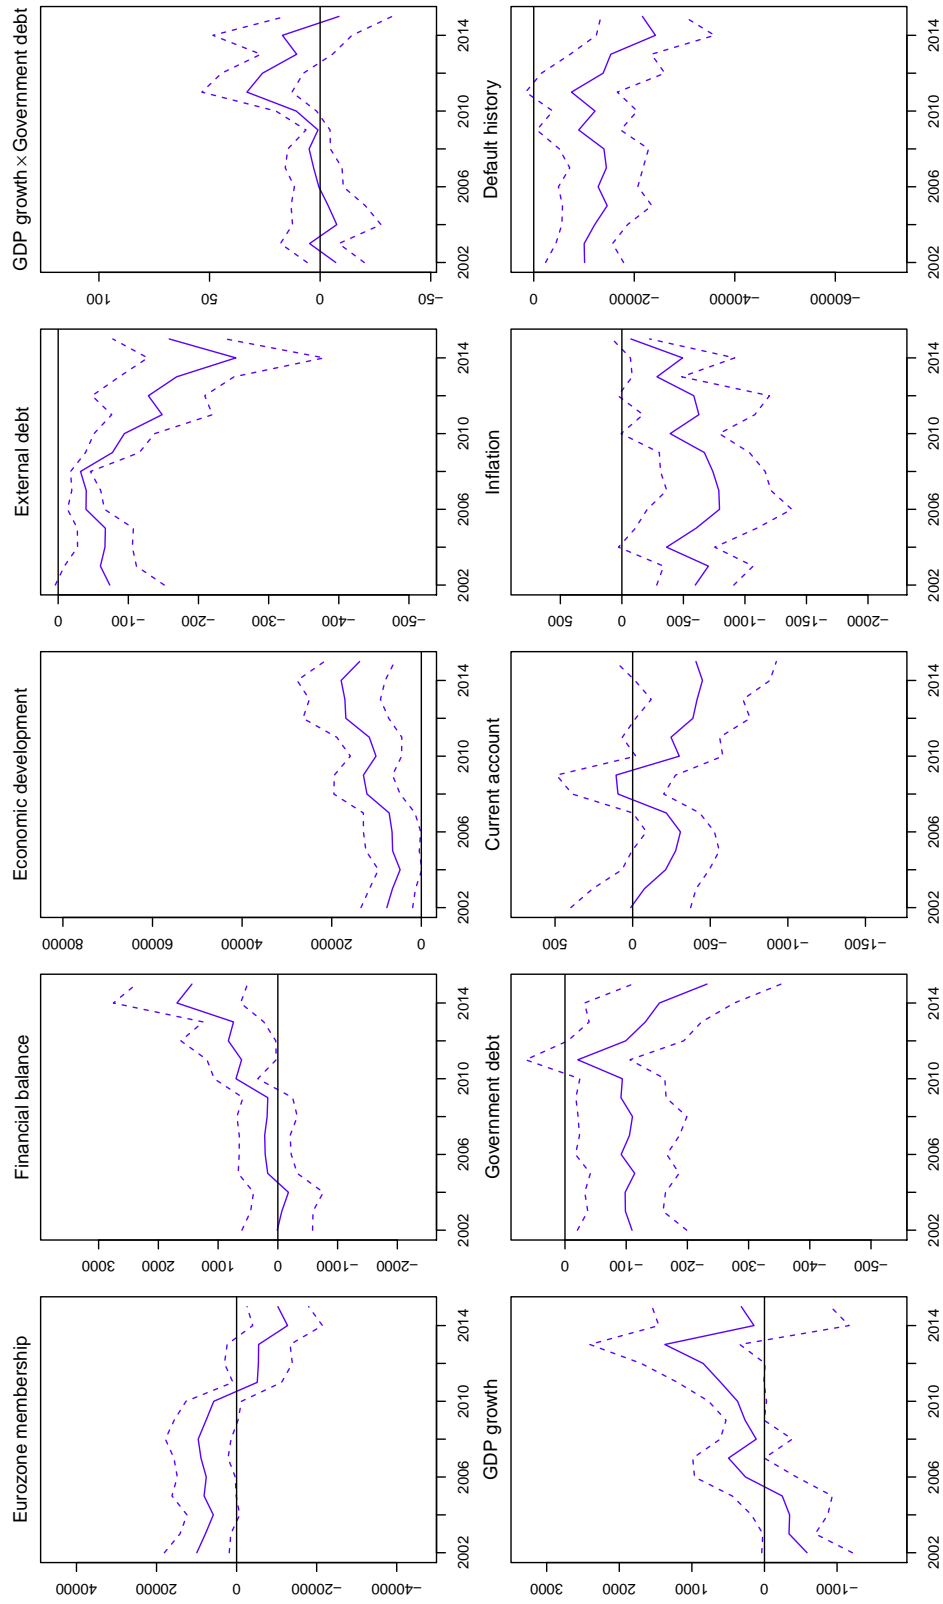 Eurozone membership
40000
20000
0
−20000
−40000
2002 2006 2010 2014
Financial balance
3000
2000
1000
0
−1000
−2000
2002 2006 2010 2014
Economic development
80000
60000
40000
20000
0
2002 2006 2010 2014
External debt
0
−100
−200
−300
−400
−500
2002 2006 2010 2014
GDP growth × Government debt
100
50
0
−50
2002 2006 2010 2014
GDP growth
3000
2000
1000
0
−1000
2002 2006 2010 2014
Government debt
0
−100
−200
−300
−400
−500
2002 2006 2010 2014
Current account
500
0
−500
−1000
−1500
2002 2006 2010 2014
Inflation
500
0
−500
−1000
−1500
−2000
2002 2006 2010 2014
Default history
0
−20000
−40000
−60000
2002 2006 2010 2014